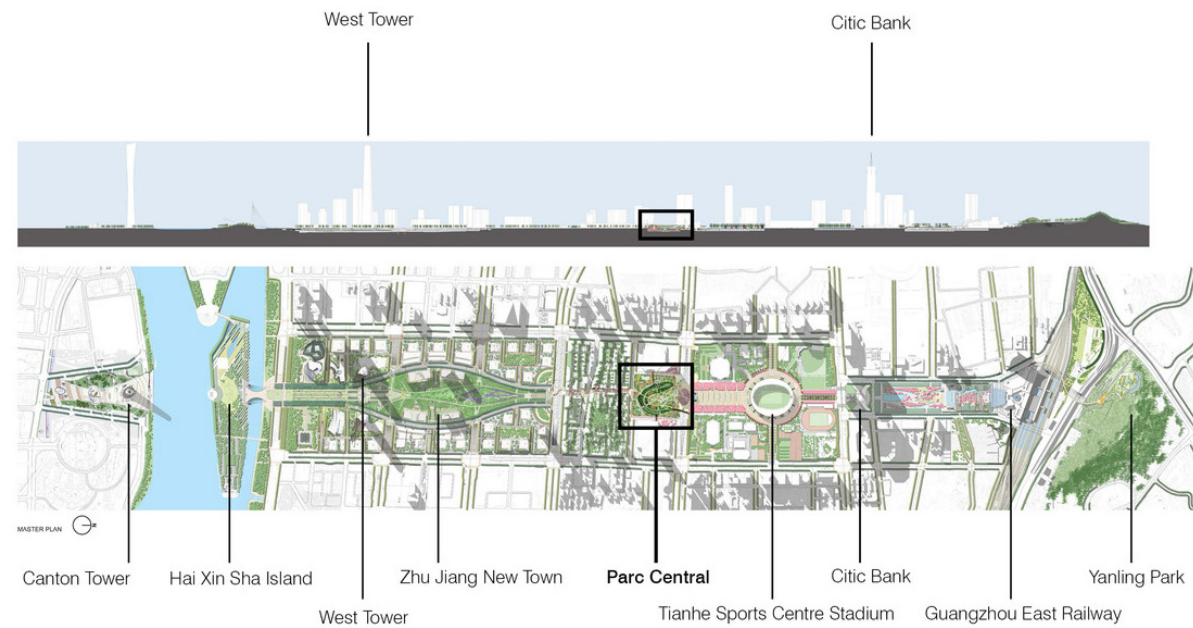 West Tower
Citic Bank
MASTER PLAN
N
Canton Tower
Hai Xin Sha Island
Zhu Jiang New Town
Parc Central
Citic Bank
Yanling Park
West Tower
Tianhe Sports Centre Stadium
Guangzhou East Railway